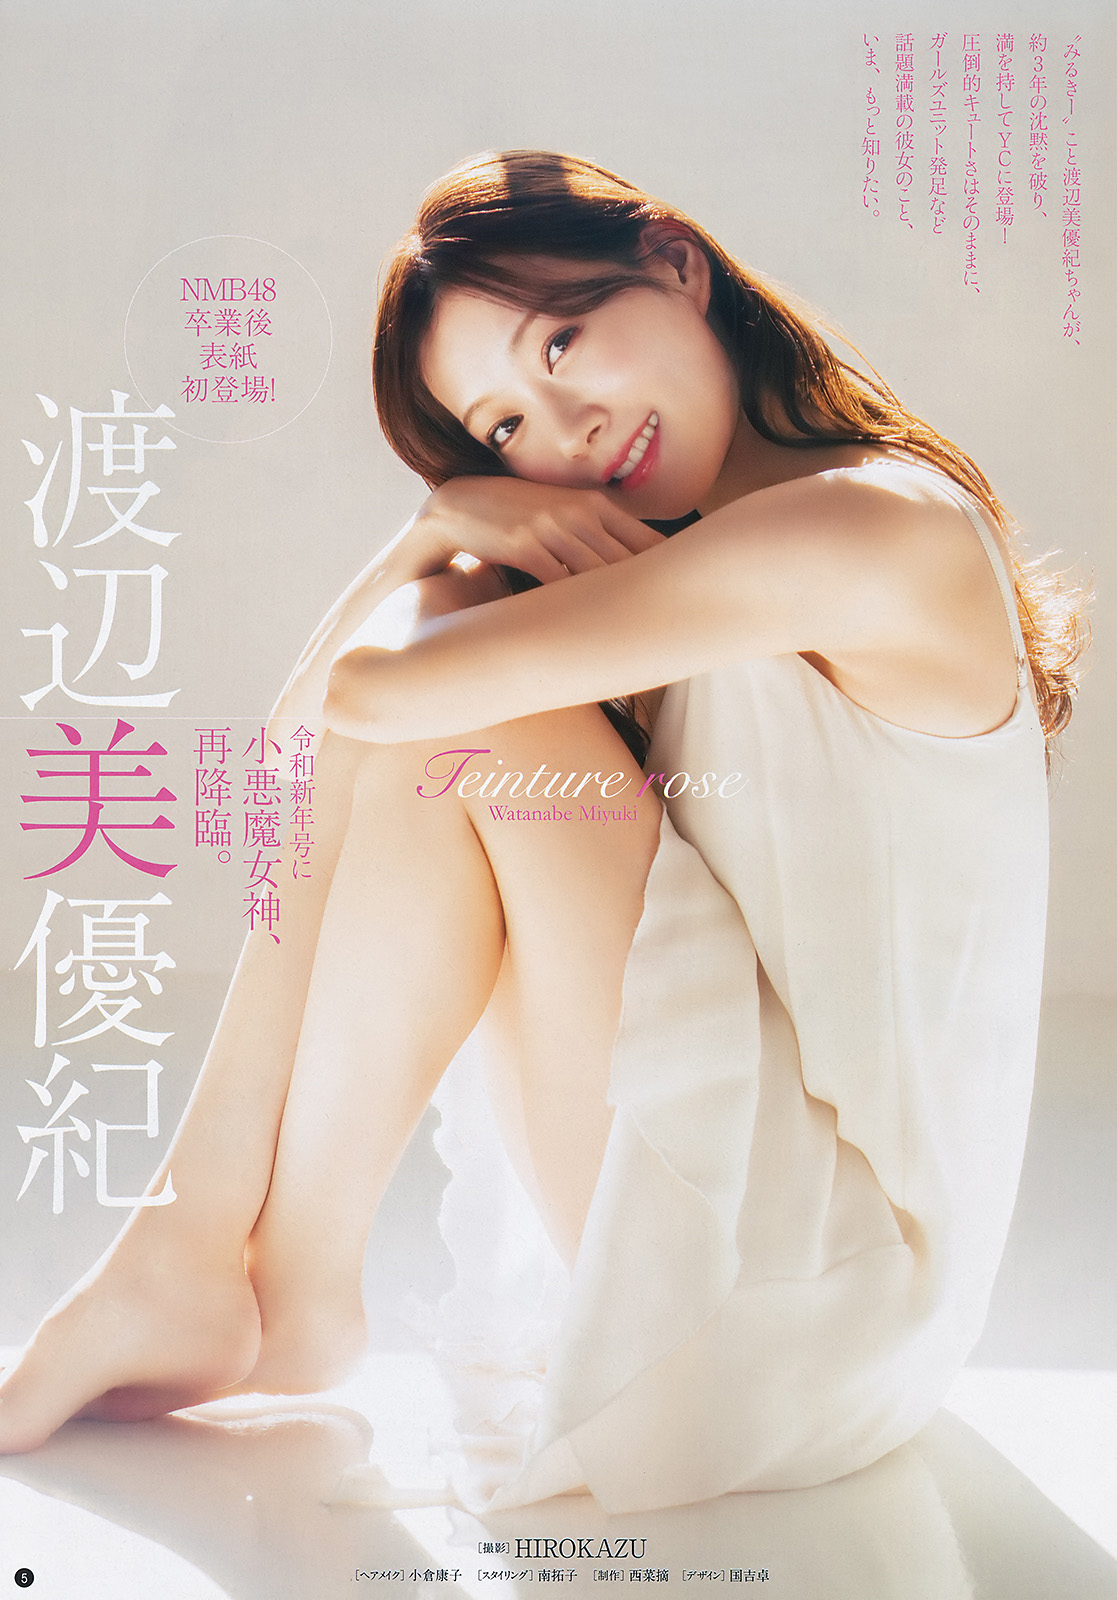 〝みるきー〟こと渡辺美優紀ちゃんが、
約3年の沈黙を破り、
満を持してYCに登場！
圧倒的キュートさはそのままに、
ガールズユニット発足など
話題満載の彼女のこと、
いま、もっと知りたい。
NMB48
卒業後
表紙
初登場!
渡辺美優紀
令和新年号に
小悪魔女神、
再降臨。
Teinture rose
Watanabe Miyuki
［撮影］HIROKAZU
［ヘアメイク］小倉康子　［スタイリング］南拓子　［制作］西菜摘　［デザイン］国吉卓
5